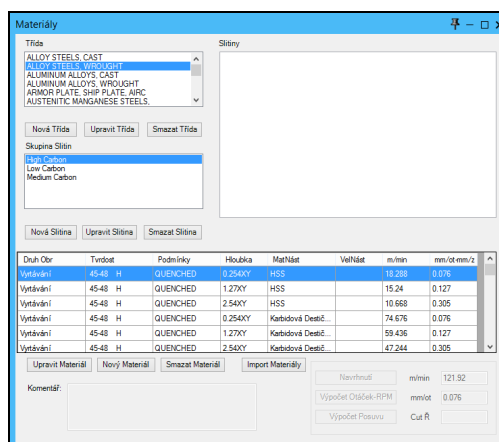 Materiály
Třída
Slitiny
ALLOY STEELS, CAST
ALLOY STEELS, WROUGHT
ALUMINUM ALLOYS, CAST
ALUMINUM ALLOYS, WROUGHT
ARMOR PLATE, SHIP PLATE, AIRC
AUSTENITIC MANGANESE STEELS,
Nová Třída Upravit Třída Smazat Třída
Skupina Slitin
High Carbon
Low Carbon
Medium Carbon
Nová Slitina Upravit Slitina Smazat Slitina
Druh Obr Tvrdost Podmínky Hloubka MatNást VelNást m/min mm/ot-mm/z
Vyrtávání 45-48 H QUENCHED 0.254XY HSS 18.288 0.076
Vyrtávání 45-48 H QUENCHED 1.27XY HSS 15.24 0.127
Vyrtávání 45-48 H QUENCHED 2.54XY HSS 10.668 0.305
Vyrtávání 45-48 H QUENCHED 0.254XY Karbidová Destič... 74.676 0.076
Vyrtávání 45-48 H QUENCHED 1.27XY Karbidová Destič... 59.436 0.127
Vyrtávání 45-48 H QUENCHED 2.54XY Karbidová Destič... 47.244 0.305
Upravit Materiál Nový Materiál Smazat Materiál Import Materiály
Komentář:
Navrhnutí m/min 121.92
Výpočet Otáček-RPM mm/ot 0.076
Výpočet Posuvu Cut Ř